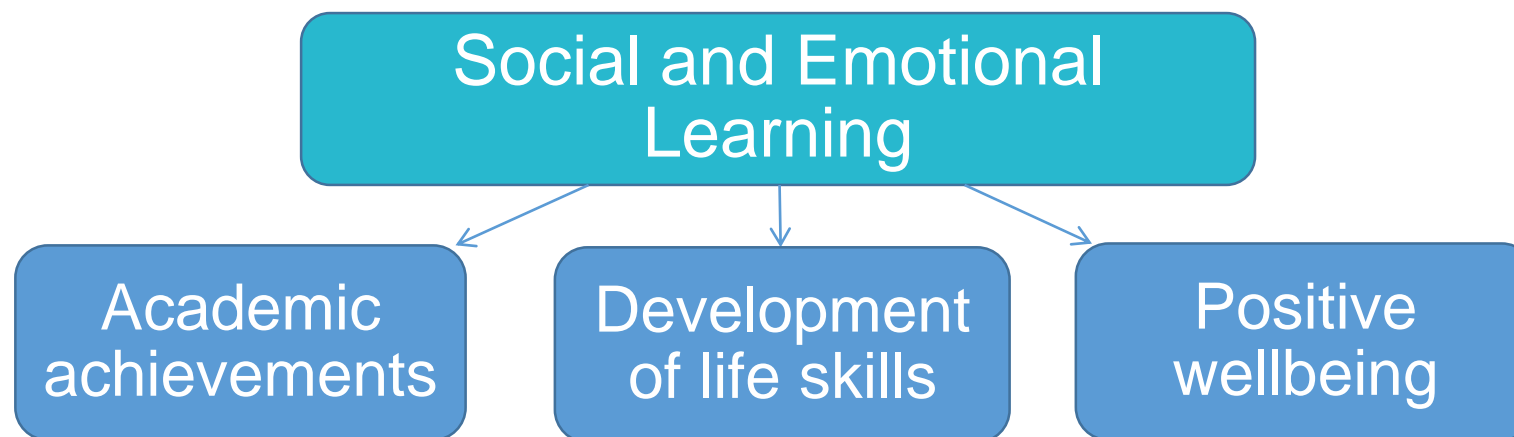 Social and Emotional
Learning
Academic
achievements
Development
of life skills
Positive
wellbeing